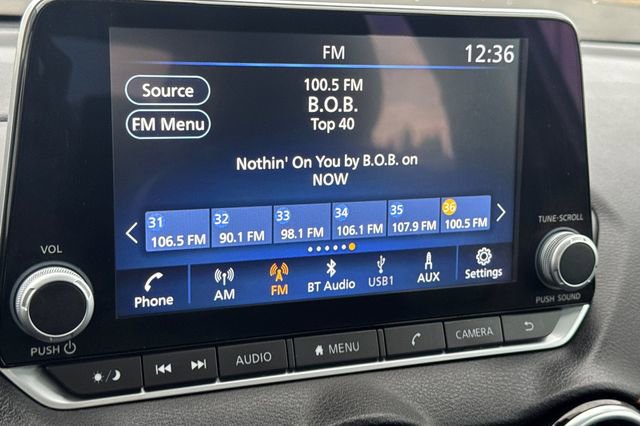 FM
12:36
Source
100.5 FM
B.O.B.
FM Menu
Top 40
Nothin' On You by B.O.B. on
NOW
31 32 33 34 35 36
106.5 FM 90.1 FM 98.1 FM 106.1 FM 107.9 FM 100.5 FM
Phone AM FM BT Audio USB1 AUX Settings
VOL
PUSH
TUNE·SCROLL
PUSH SOUND
AUDIO MENU CAMERA